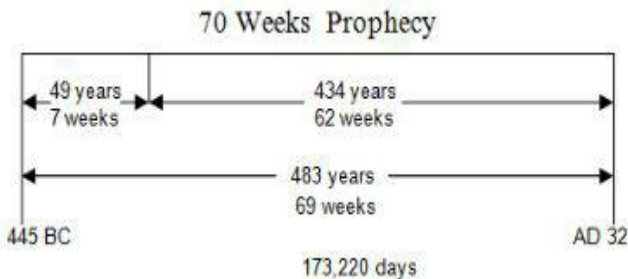 70 Weeks Prophecy
49 years
7 weeks
434 years
62 weeks
483 years
69 weeks
445 BC
AD 32
173,220 days